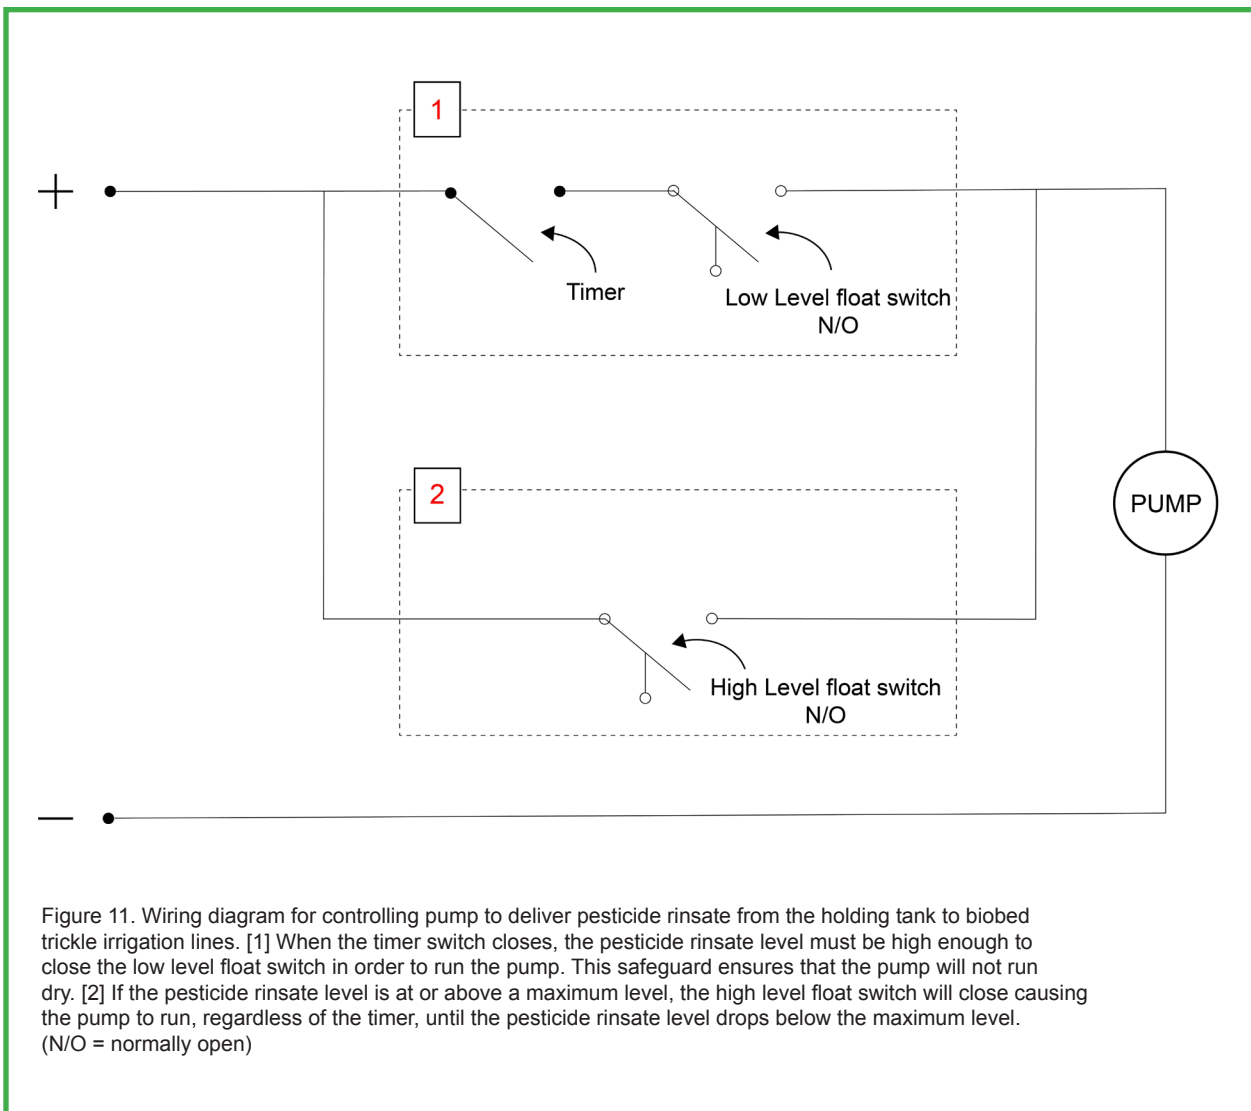 1
+
Timer
Low Level float switch
N/O
2
PUMP
High Level float switch
N/O
—
Figure 11. Wiring diagram for controlling pump to deliver pesticide rinsate from the holding tank to biobed
trickle irrigation lines. [1] When the timer switch closes, the pesticide rinsate level must be high enough to
close the low level float switch in order to run the pump. This safeguard ensures that the pump will not run
dry. [2] If the pesticide rinsate level is at or above a maximum level, the high level float switch will close causing
the pump to run, regardless of the timer, until the pesticide rinsate level drops below the maximum level.
(N/O = normally open)